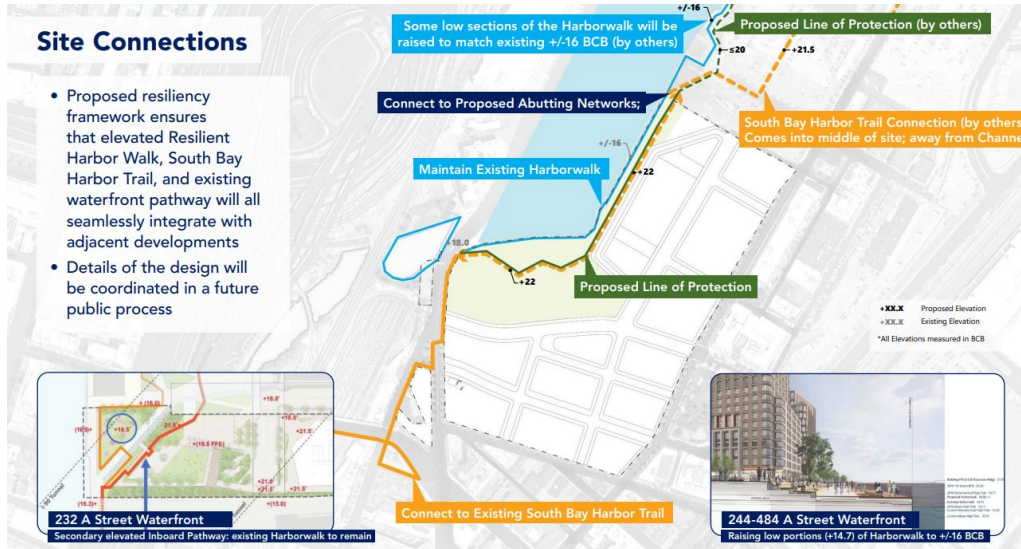 Site Connections
• Proposed resiliency
framework ensures
that elevated Resilient
Harbor Walk, South Bay
Harbor Trail, and existing
waterfront pathway will all
seamlessly integrate with
adjacent developments
• Details of the design will
be coordinated in a future
public process
+/-16
Some low sections of the Harborwalk will be
raised to match existing +/-16 BCB (by others)
Proposed Line of Protection (by others)
≤20
+21.5
Connect to Proposed Abutting Networks;
South Bay Harbor Trail Connection (by others
Comes into middle of site; away from Channe
+/-16
Maintain Existing Harborwalk
+22
+18.0
+22
Proposed Line of Protection
+XX.X Proposed Elevation
+XX.X Existing Elevation
*All Elevations measured in BCB
+ (16.0)
+18.0'
(16.5)+
+18.5'
21.5'+
+18.5'
+(19.5 FFE)
+21.5'
+21.5'
+21.5'
(16.3)+
+(15.0)
I-90 Tunnel
232 A Street Waterfront
Secondary elevated Inboard Pathway: existing Harborwalk to remain
Connect to Existing South Bay Harbor Trail
244-484 A Street Waterfront
Raising low portions (+14.7) of Harborwalk to +/-16 BCB